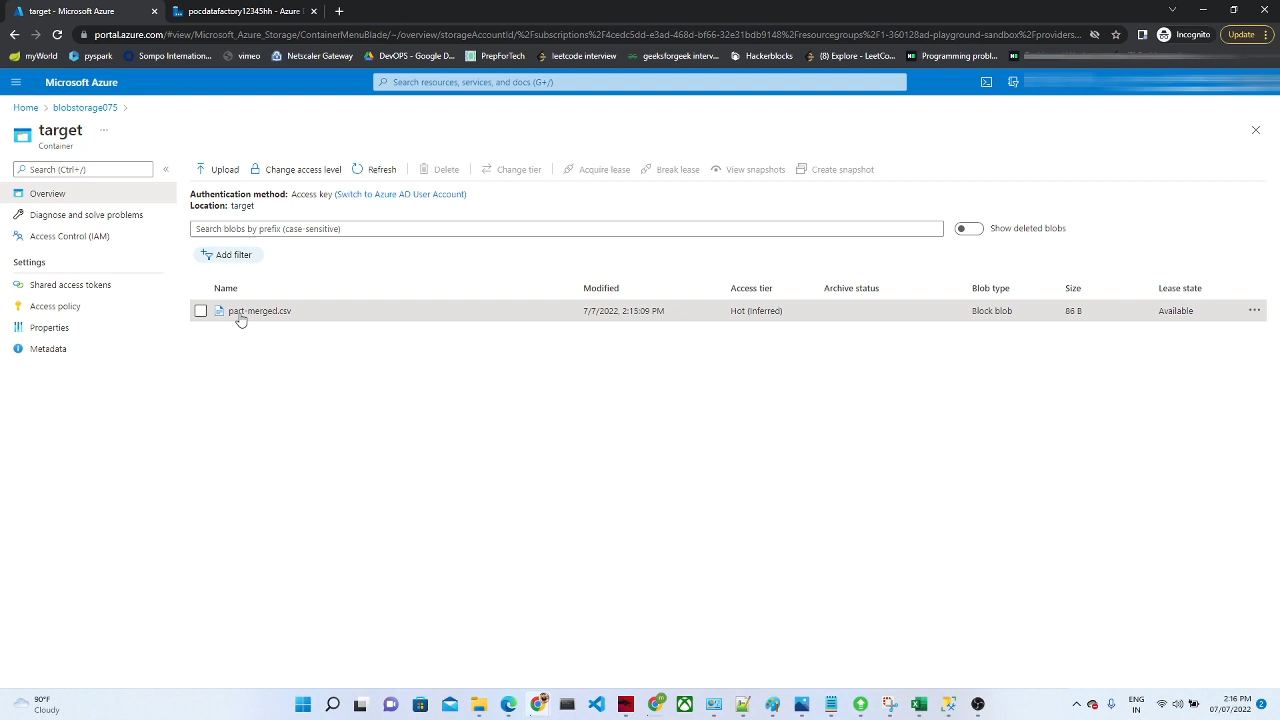 target - Microsoft Azure
pocdatafactory12345hh - Azure
portal.azure.com/#view/Microsoft_Azure_Storage/ContainerMenuBlade/~/overview/storageAccountId/%2Fsubscriptions%2F4cedc5dd-e3ad-468d-bf66-32e31bdb9148%2Fresourcegroups%2F1-360128ad-playground-sandbox%2Fproviders...
Incognito
Update
myWorld
pyspark
Sompo Internation...
vimeo
Netscaler Gateway
DevOPS - Google D...
PrepForTech
leetcode interview
geeksforgeek interv...
Hackerblocks
(8) Explore - LeetCo...
Programming probl...
Microsoft Azure
Search resources, services, and docs (G+/)
Home > blobstorage075 >
target ...
Container
Search (Ctrl+/)
«
Overview
Diagnose and solve problems
Access Control (IAM)
Settings
Shared access tokens
Access policy
Properties
Metadata
Upload
Change access level
Refresh
Delete
Change tier
Acquire lease
Break lease
View snapshots
Create snapshot
Authentication method: Access key (Switch to Azure AD User Account)
Location: target
Search blobs by prefix (case-sensitive)
Show deleted blobs
Add filter
Name Modified Access tier Archive status Blob type Size Lease state
part-merged.csv 7/7/2022, 2:15:09 PM Hot (Inferred) Block blob 86 B Available ...
90°F
Cloudy
ENG
IN
2:16 PM
07/07/2022
2